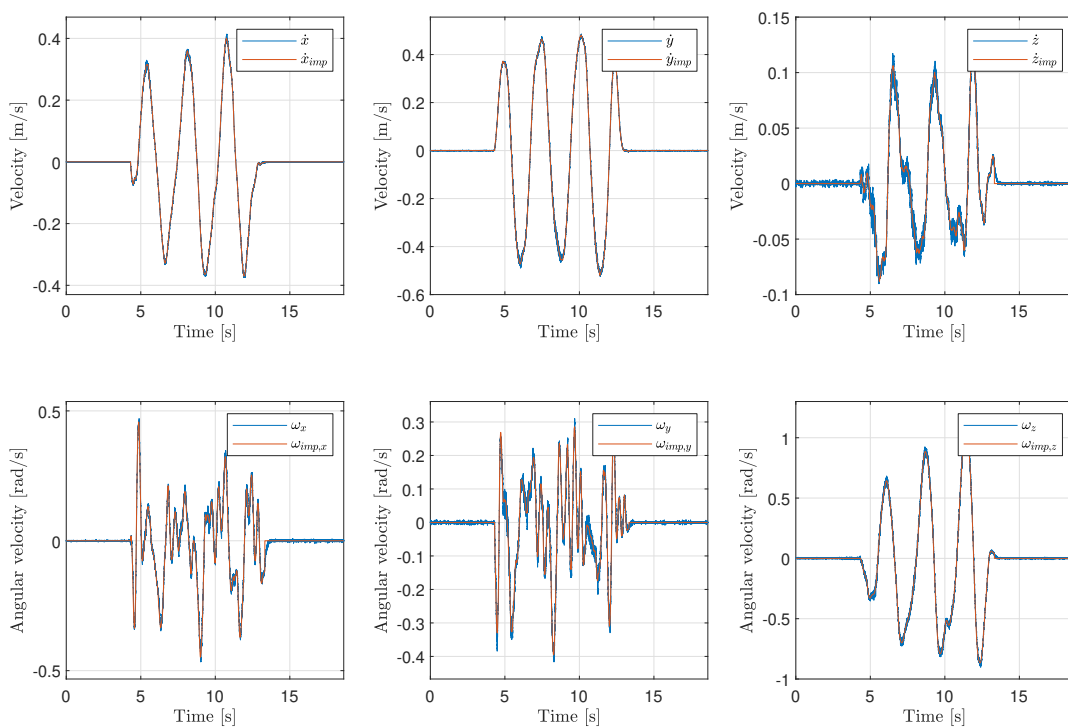 0.4
0.2
0
-0.2
-0.4
Velocity [m/s]
ẋ
ẋ_imp
0 5 10 15
Time [s]
0.4
0.2
0
-0.2
-0.4
-0.6
Velocity [m/s]
ẏ
ẏ_imp
0 5 10 15
Time [s]
0.15
0.1
0.05
0
-0.05
-0.1
Velocity [m/s]
ż
ż_imp
0 5 10 15
Time [s]
0.5
0
-0.5
Angular velocity [rad/s]
ω_x
ω_imp,x
0 5 10 15
Time [s]
0.3
0.2
0.1
0
-0.1
-0.2
-0.3
-0.4
Angular velocity [rad/s]
ω_y
ω_imp,y
0 5 10 15
Time [s]
1
0.5
0
-0.5
-1
Angular velocity [rad/s]
ω_z
ω_imp,z
0 5 10 15
Time [s]